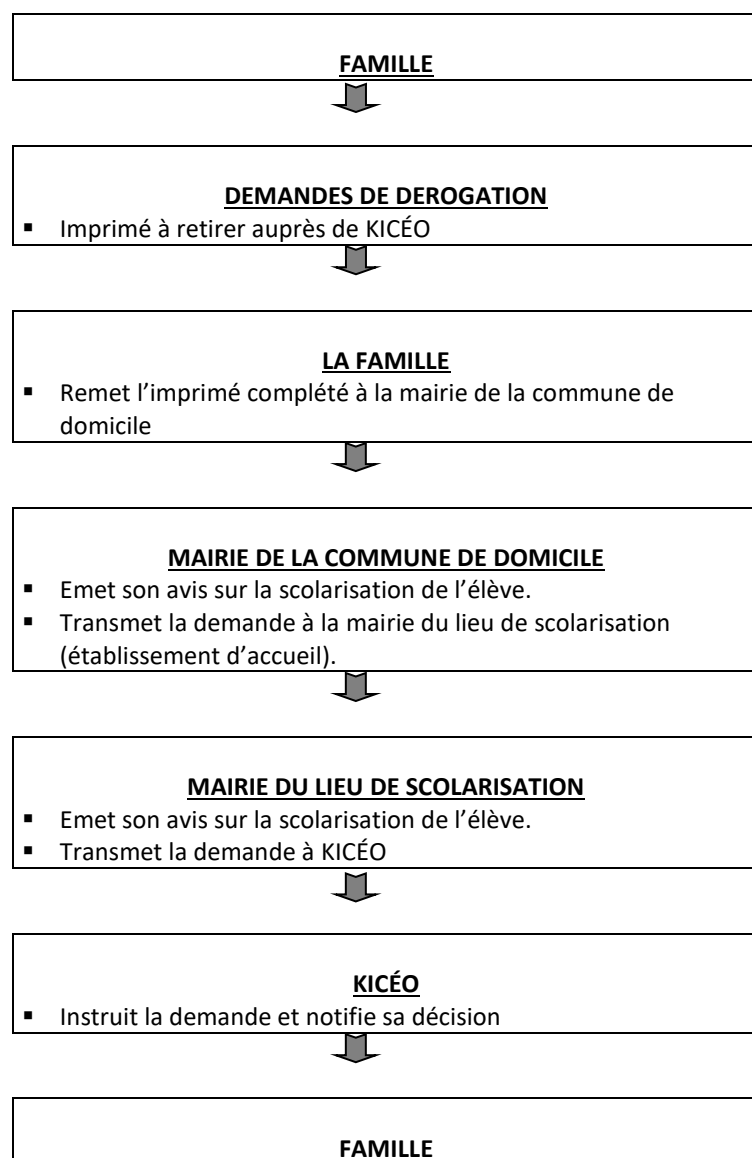 FAMILLE
DEMANDES DE DEROGATION
▪ Imprimé à retirer auprès de KICÉO
LA FAMILLE
▪ Remet l’imprimé complété à la mairie de la commune de
domicile
MAIRIE DE LA COMMUNE DE DOMICILE
▪ Emet son avis sur la scolarisation de l’élève.
▪ Transmet la demande à la mairie du lieu de scolarisation
(établissement d’accueil).
MAIRIE DU LIEU DE SCOLARISATION
▪ Emet son avis sur la scolarisation de l’élève.
▪ Transmet la demande à KICÉO
KICÉO
▪ Instruit la demande et notifie sa décision
FAMILLE